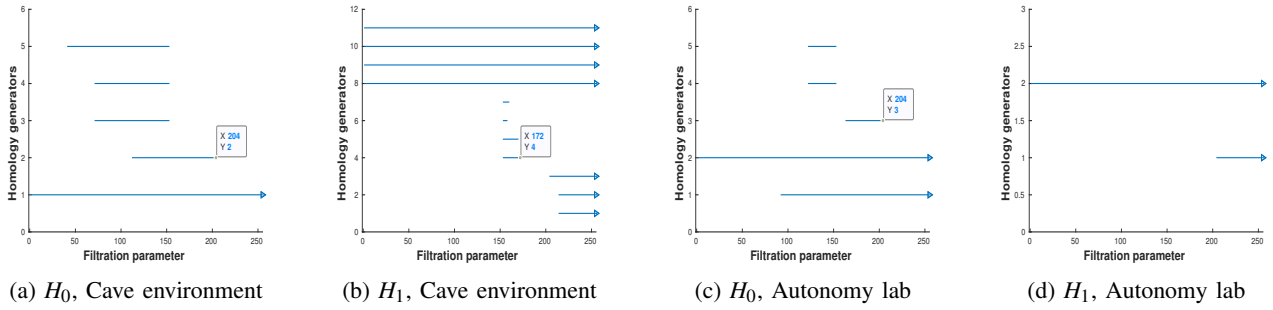 6
5
4
3
2
1
0
Homology generators
X 204
Y 2
0 50 100 150 200 250
Filtration parameter
(a) H0, Cave environment
12
10
8
6
4
2
0
Homology generators
X 172
Y 4
0 50 100 150 200 250
Filtration parameter
(b) H1, Cave environment
6
5
4
3
2
1
0
Homology generators
X 204
Y 3
0 50 100 150 200 250
Filtration parameter
(c) H0, Autonomy lab
3
2.5
2
1.5
1
0.5
0
Homology generators
0 50 100 150 200 250
Filtration parameter
(d) H1, Autonomy lab